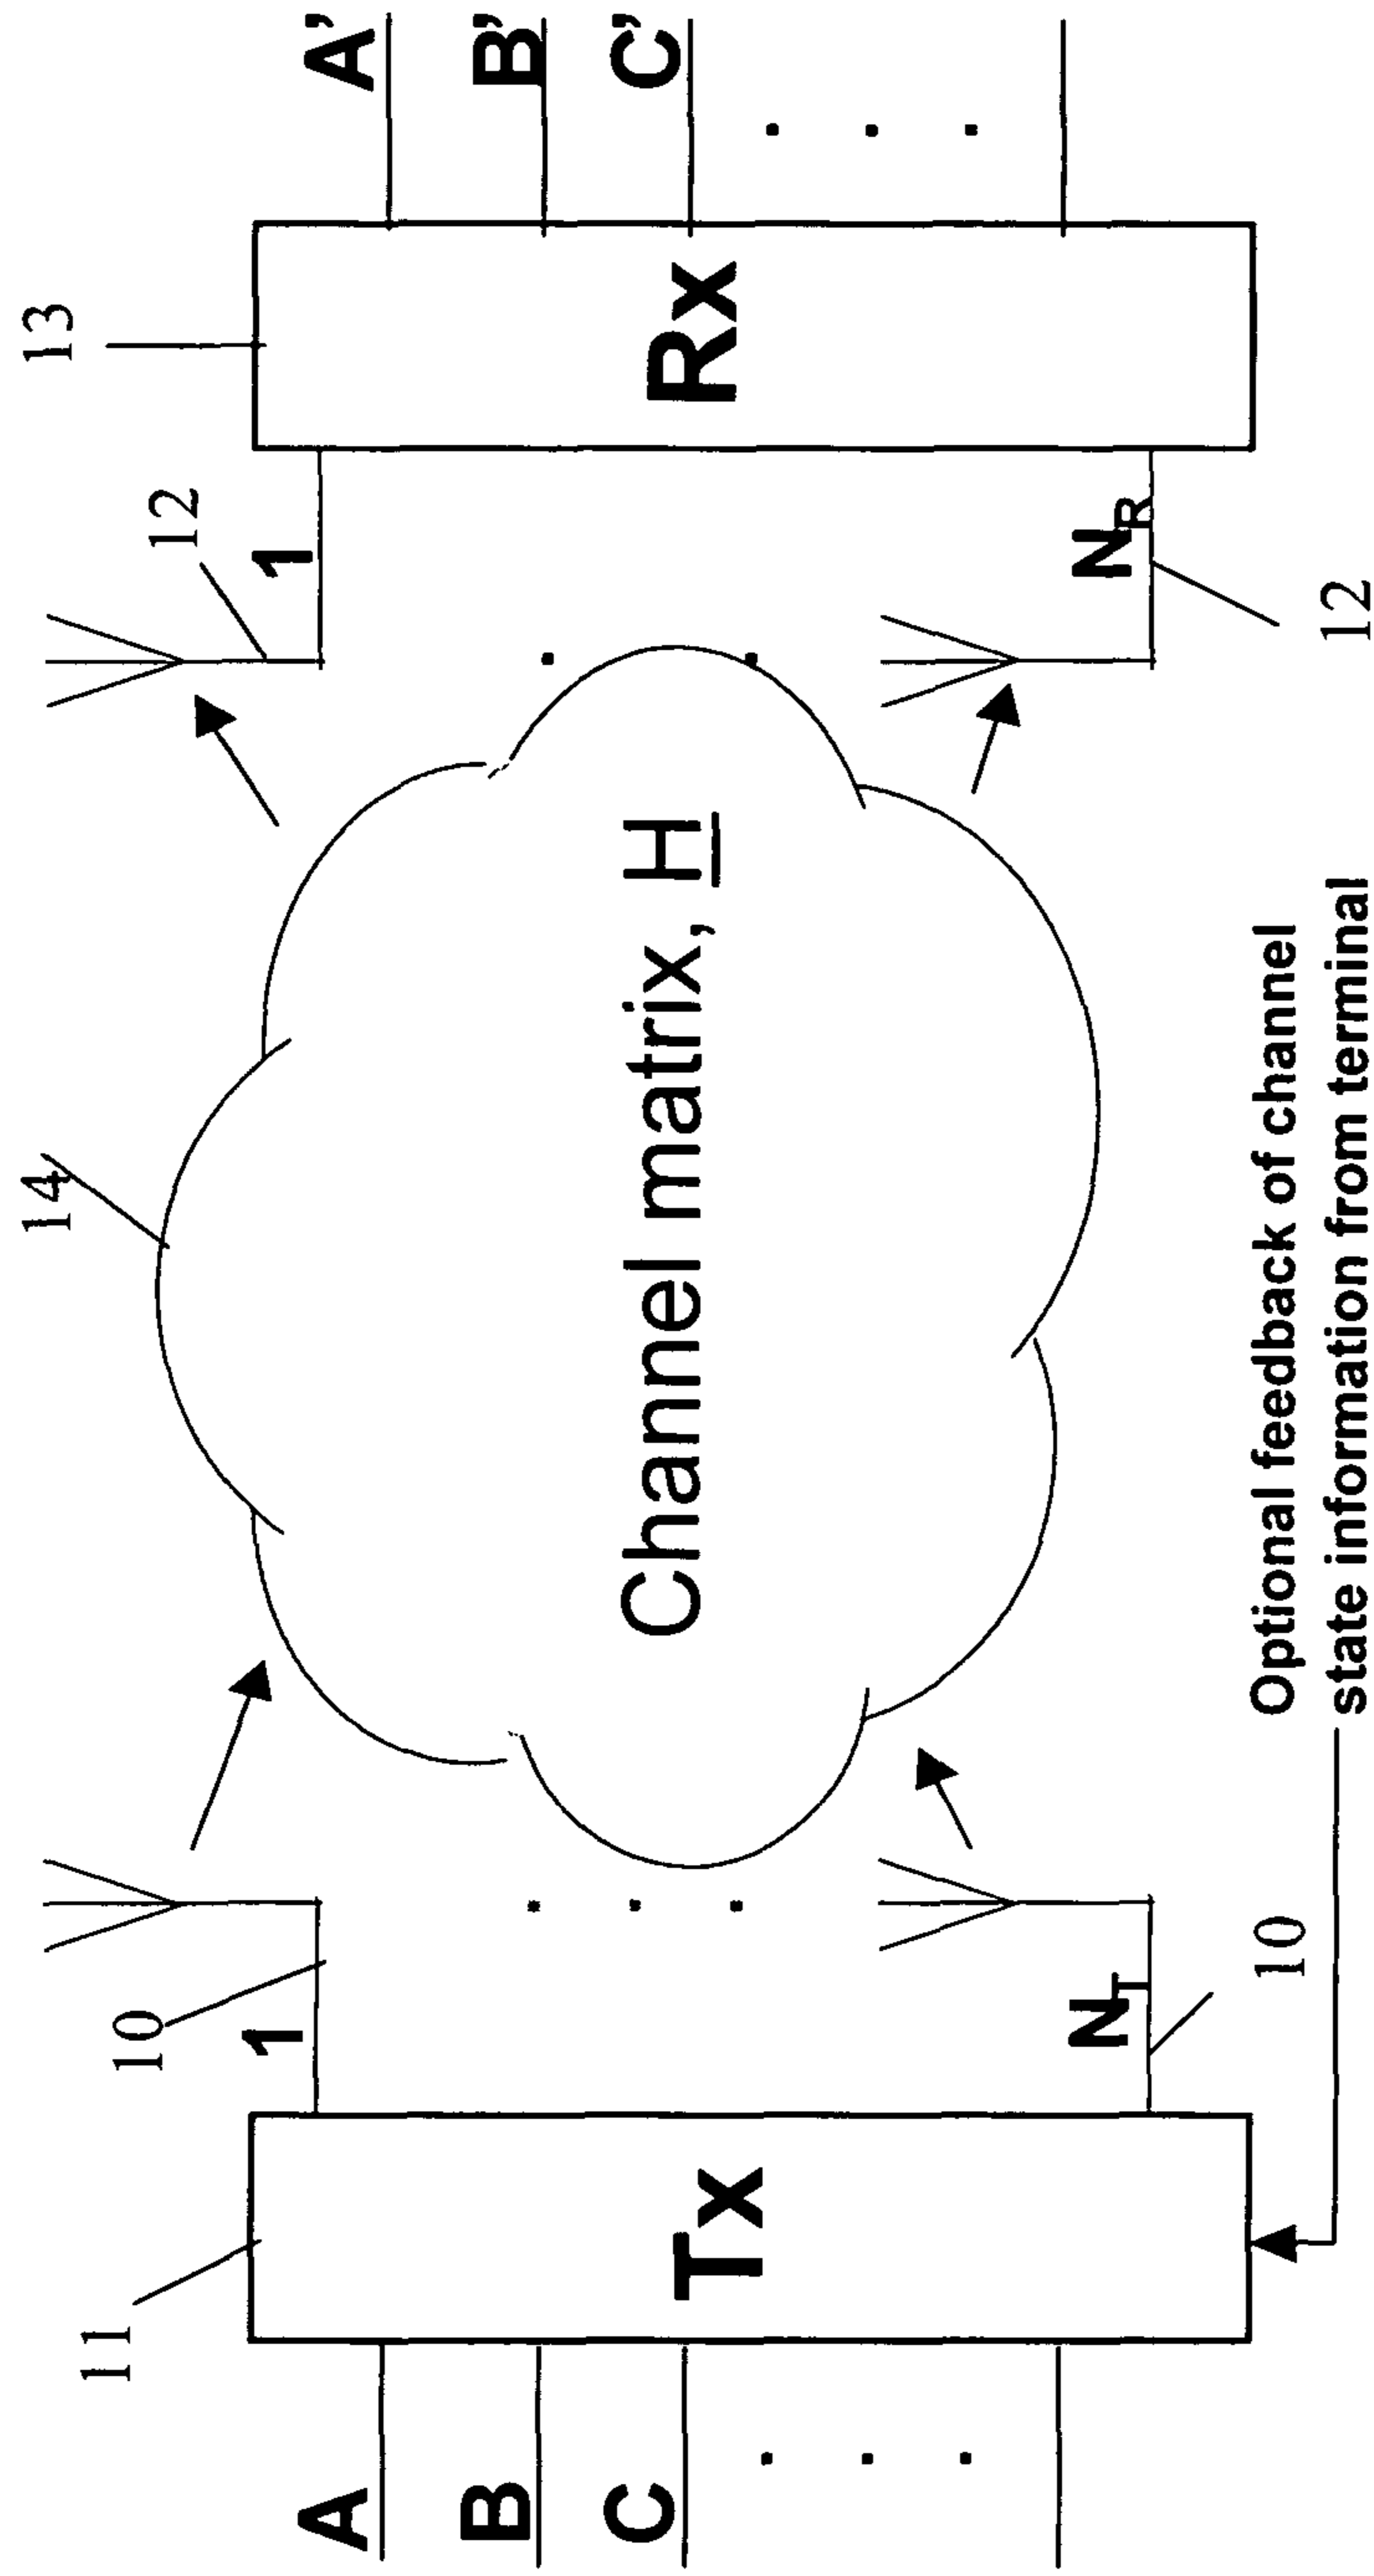 11
10
14
12
13
A
B
C
Tx
1
N_T
10
Channel matrix, H
1
N_R
12
Rx
A'
B'
C'
Optional feedback of channel
state information from terminal